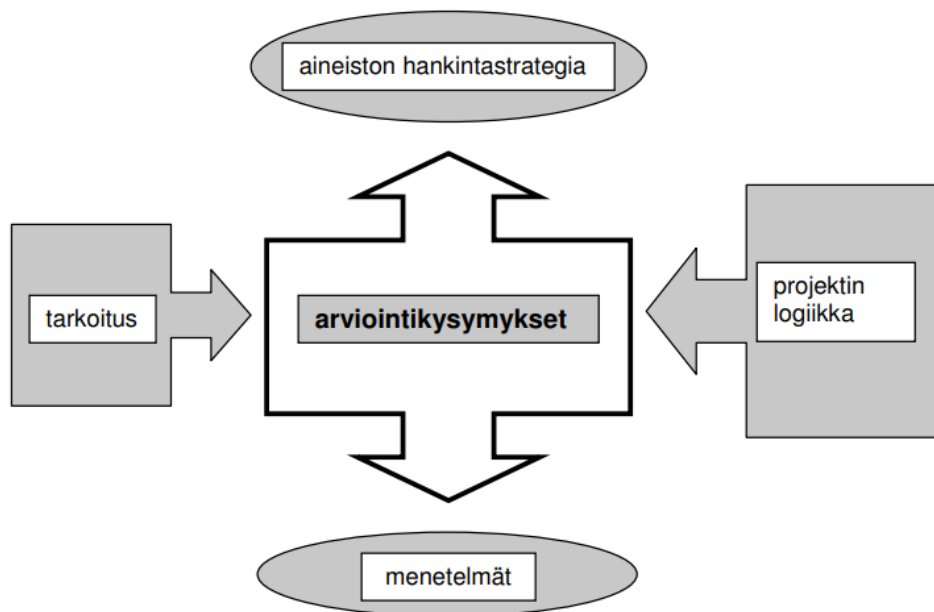 aineiston hankintastrategia
tarkoitus
arviointikysymykset
projektin
logiikka
menetelmät